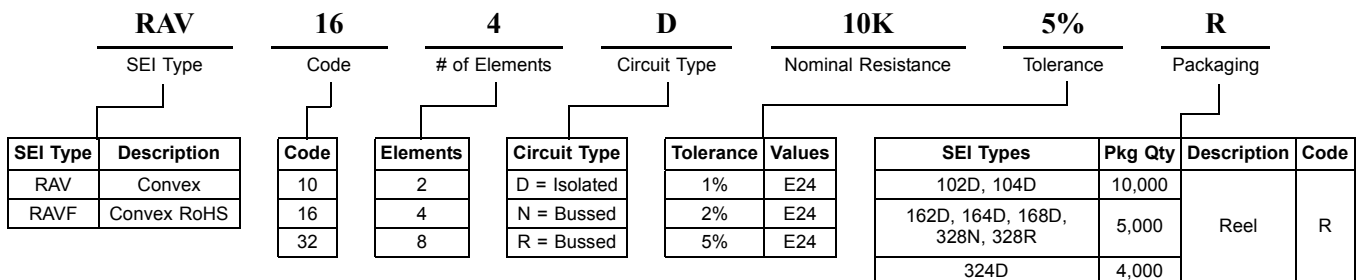 RAV 16 4 D 10K 5% R
SEI Type Code # of Elements Circuit Type Nominal Resistance Tolerance Packaging
SEI Type Description
RAV Convex
RAVF Convex RoHS
Code
10
16
32
Elements
2
4
8
Circuit Type
D = Isolated
N = Bussed
R = Bussed
Tolerance Values
1% E24
2% E24
5% E24
SEI Types Pkg Qty Description Code
102D, 104D 10,000
162D, 164D, 168D,
328N, 328R 5,000 Reel R
324D 4,000